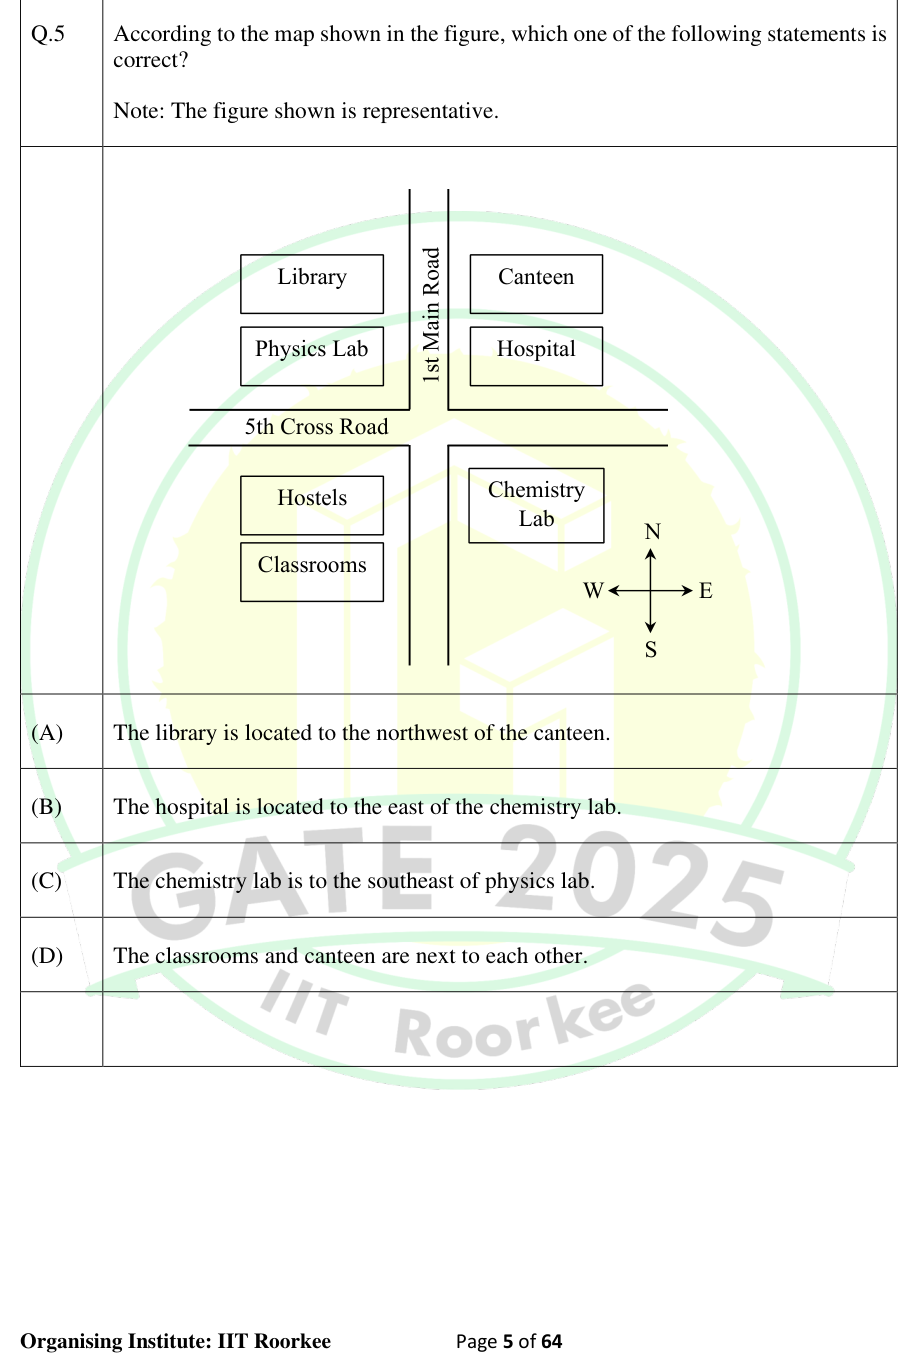 Q.5
According to the map shown in the figure, which one of the following statements is
correct?
Note: The figure shown is representative.
Library
1st Main Road
Canteen
Physics Lab
Hospital
5th Cross Road
Hostels
Chemistry
Lab
Classrooms
N
W
E
S
(A) The library is located to the northwest of the canteen.
(B) The hospital is located to the east of the chemistry lab.
(C) The chemistry lab is to the southeast of physics lab.
(D) The classrooms and canteen are next to each other.
GATE 2025
IIT Roorkee
Organising Institute: IIT Roorkee Page 5 of 64